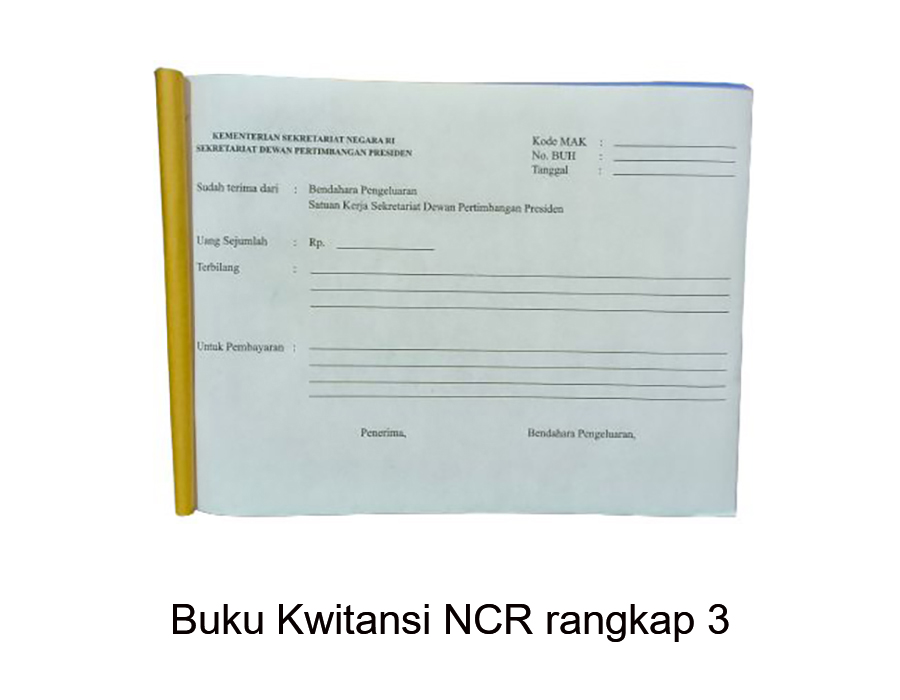 KEMENTERIAN SEKRETARIAT NEGARA RI
SEKRETARIAT DEWAN PERTIMBANGAN PRESIDEN
Kode MAK :
No. BUH :
Tanggal :
Sudah terima dari : Bendahara Pengeluaran
Satuan Kerja Sekretariat Dewan Pertimbangan Presiden
Uang Sejumlah : Rp.
Terbilang :
Untuk Pembayaran :
Penerima, Bendahara Pengeluaran,
Buku Kwitansi NCR rangkap 3